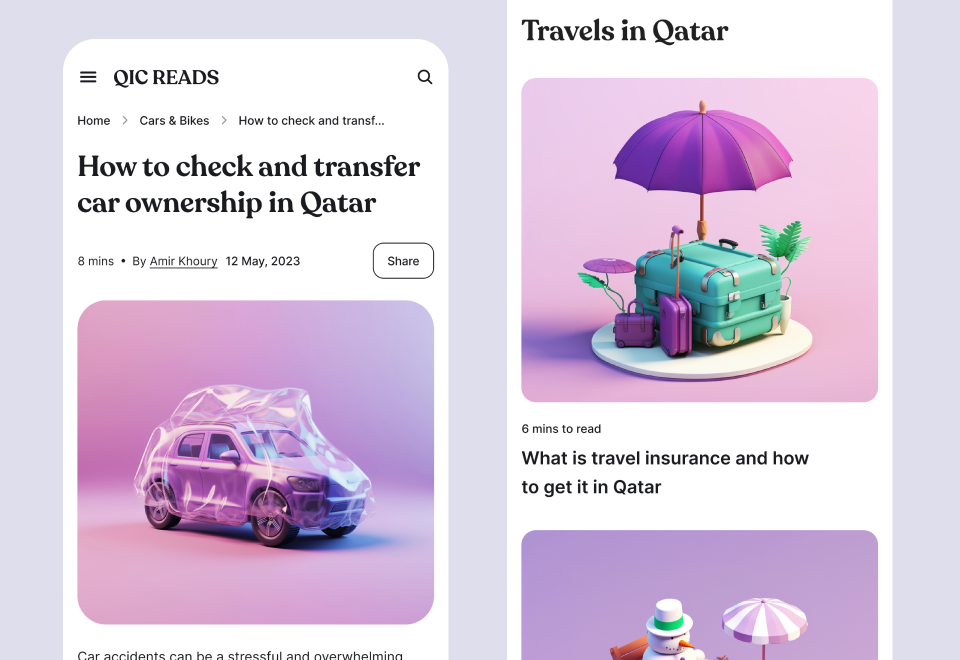 QIC READS
Home > Cars & Bikes > How to check and transf...
How to check and transfer
car ownership in Qatar
8 mins • By Amir Khoury 12 May, 2023
Share
Car accidents can be a stressful and overwhelming
Travels in Qatar
6 mins to read
What is travel insurance and how
to get it in Qatar